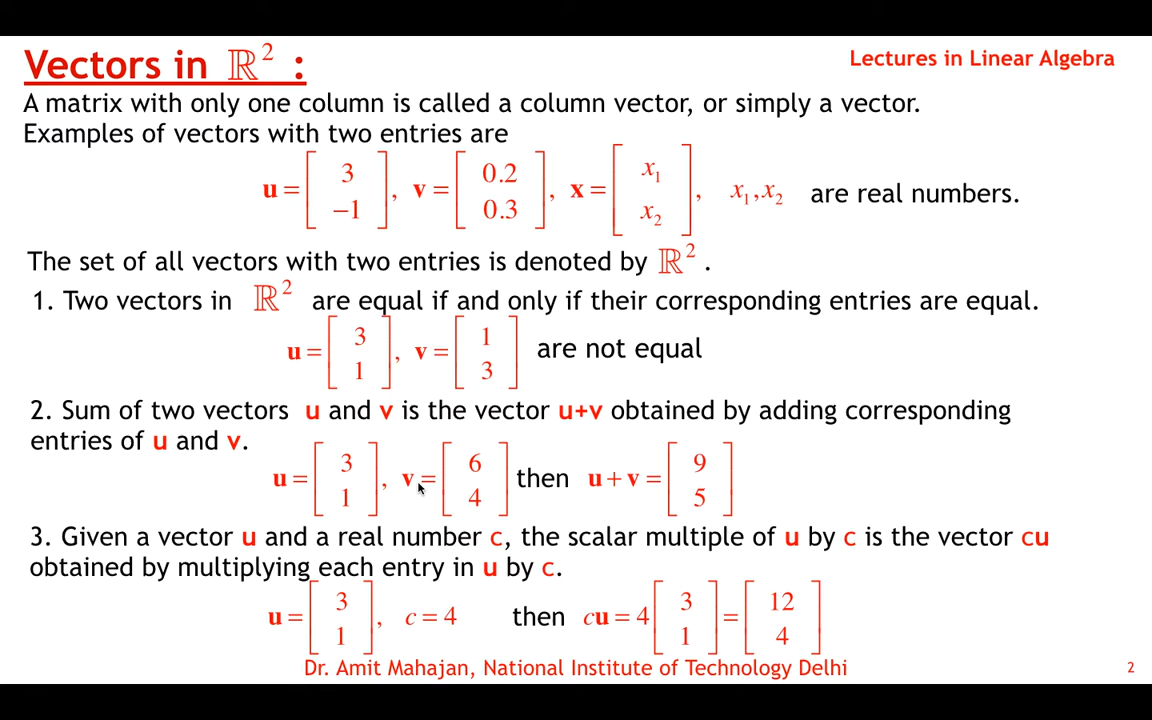 Vectors in ℝ² :
Lectures in Linear Algebra
A matrix with only one column is called a column vector, or simply a vector.
Examples of vectors with two entries are
u = [ 3 −1 ], v = [ 0.2 0.3 ], x = [ x₁ x₂ ], x₁,x₂ are real numbers.
The set of all vectors with two entries is denoted by ℝ² .
1. Two vectors in ℝ² are equal if and only if their corresponding entries are equal.
u = [ 3 1 ], v = [ 1 3 ] are not equal
2. Sum of two vectors u and v is the vector u+v obtained by adding corresponding
entries of u and v.
u = [ 3 1 ], v = [ 6 4 ] then u + v = [ 9 5 ]
3. Given a vector u and a real number c, the scalar multiple of u by c is the vector cu
obtained by multiplying each entry in u by c.
u = [ 3 1 ], c = 4 then cu = 4 [ 3 1 ] = [ 12 4 ]
Dr. Amit Mahajan, National Institute of Technology Delhi
2